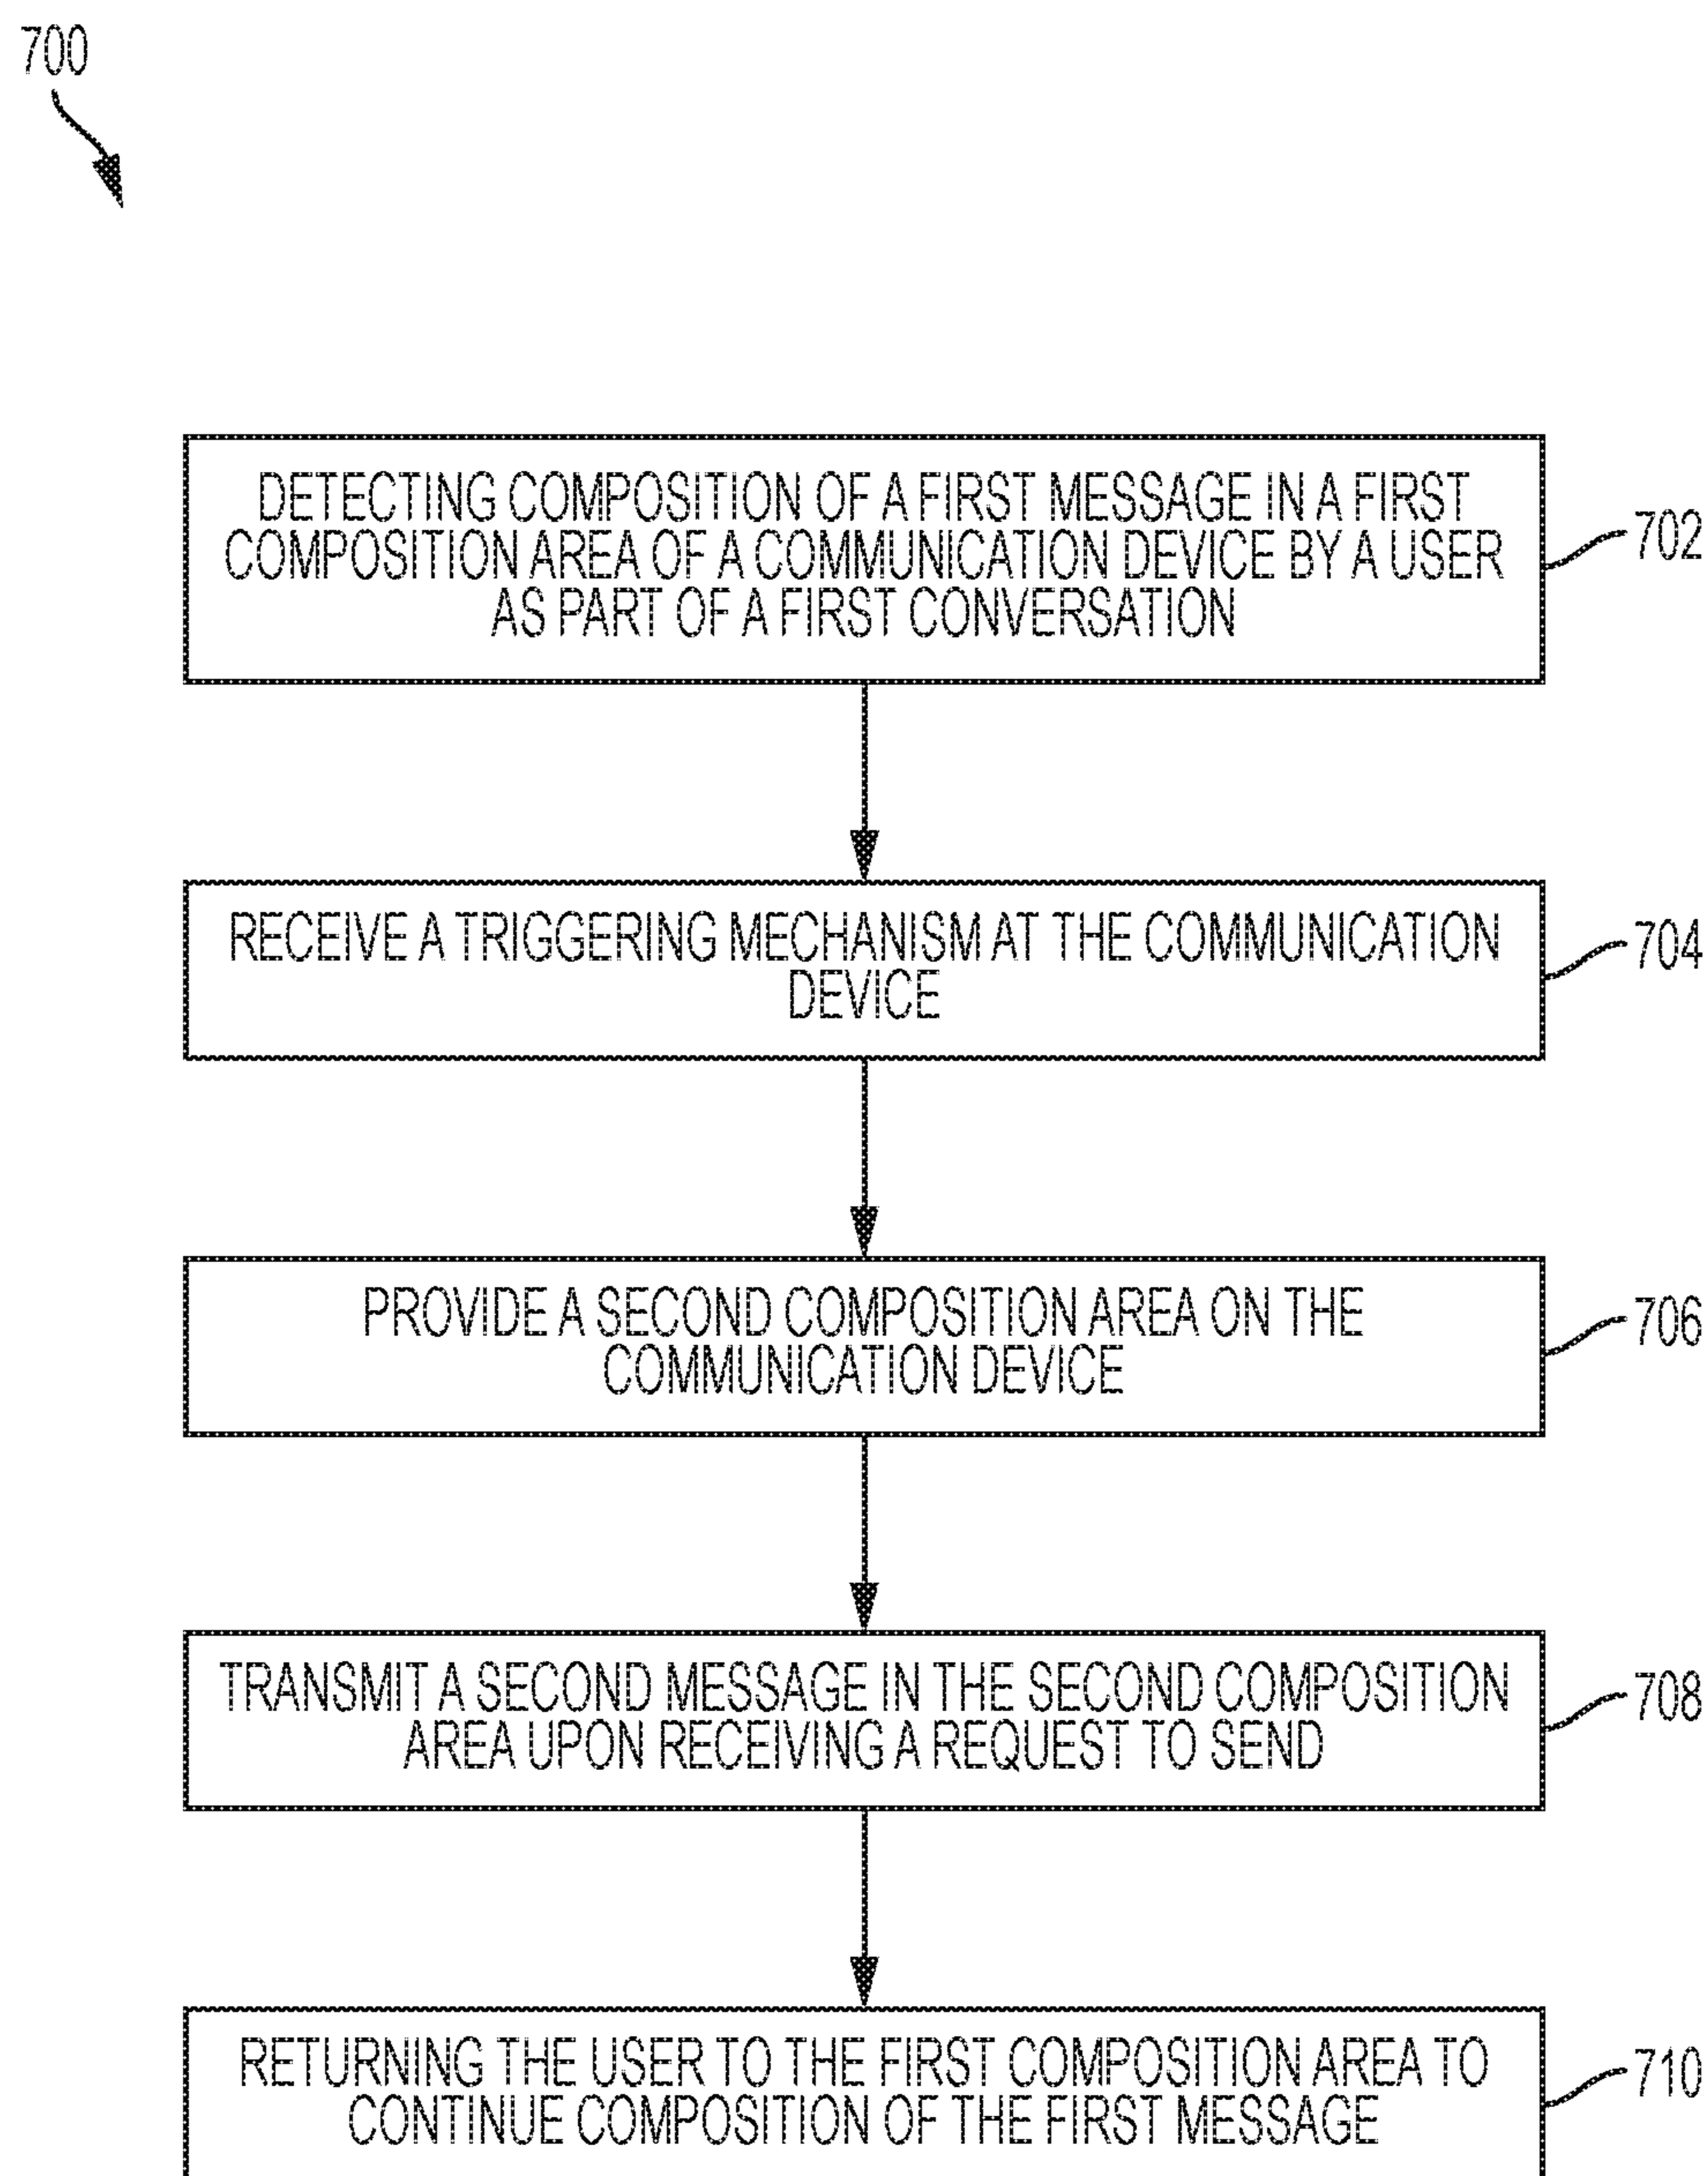 700
DETECTING COMPOSITION OF A FIRST MESSAGE IN A FIRST
COMPOSITION AREA OF A COMMUNICATION DEVICE BY A USER
AS PART OF A FIRST CONVERSATION
702
RECEIVE A TRIGGERING MECHANISM AT THE COMMUNICATION
DEVICE
704
PROVIDE A SECOND COMPOSITION AREA ON THE
COMMUNICATION DEVICE
706
TRANSMIT A SECOND MESSAGE IN THE SECOND COMPOSITION
AREA UPON RECEIVING A REQUEST TO SEND
708
RETURNING THE USER TO THE FIRST COMPOSITION AREA TO
CONTINUE COMPOSITION OF THE FIRST MESSAGE
710